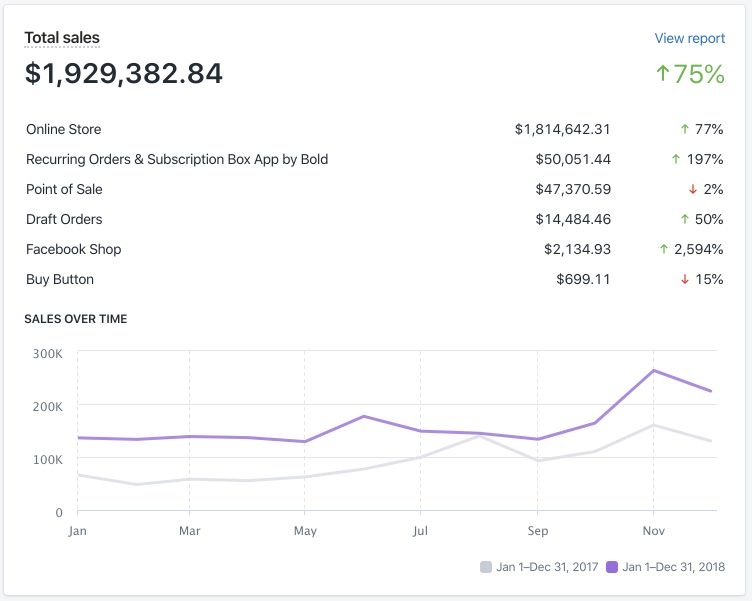 Total sales View report
$1,929,382.84 ↑75%
Online Store $1,814,642.31 ↑ 77%
Recurring Orders & Subscription Box App by Bold $50,051.44 ↑ 197%
Point of Sale $47,370.59 ↓ 2%
Draft Orders $14,484.46 ↑ 50%
Facebook Shop $2,134.93 ↑ 2,594%
Buy Button $699.11 ↓ 15%
SALES OVER TIME
300K
200K
100K
0
Jan Mar May Jul Sep Nov
Jan 1–Dec 31, 2017 Jan 1–Dec 31, 2018